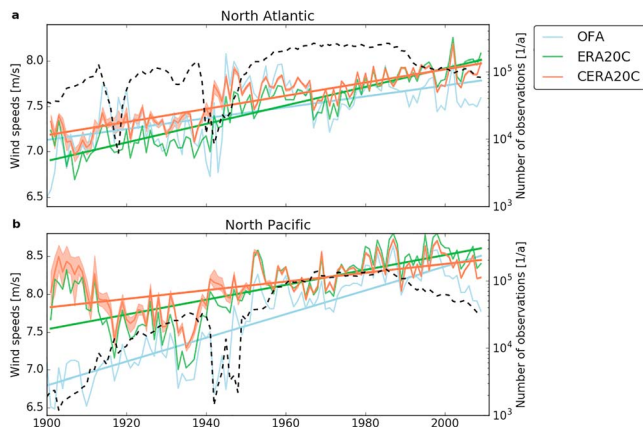 a
North Atlantic
OFA
ERA20C
CERA20C
Wind speeds [m/s]
8.0
7.5
7.0
6.5
Number of observations [1/a]
10⁵
10⁴
10³
b
North Pacific
Wind speeds [m/s]
8.5
8.0
7.5
7.0
6.5
Number of observations [1/a]
10⁵
10⁴
10³
1900
1920
1940
1960
1980
2000